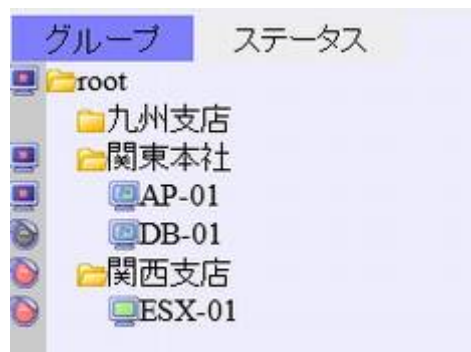 グループ ステータス
root
九州支店
関東本社
AP-01
DB-01
関西支店
ESX-01